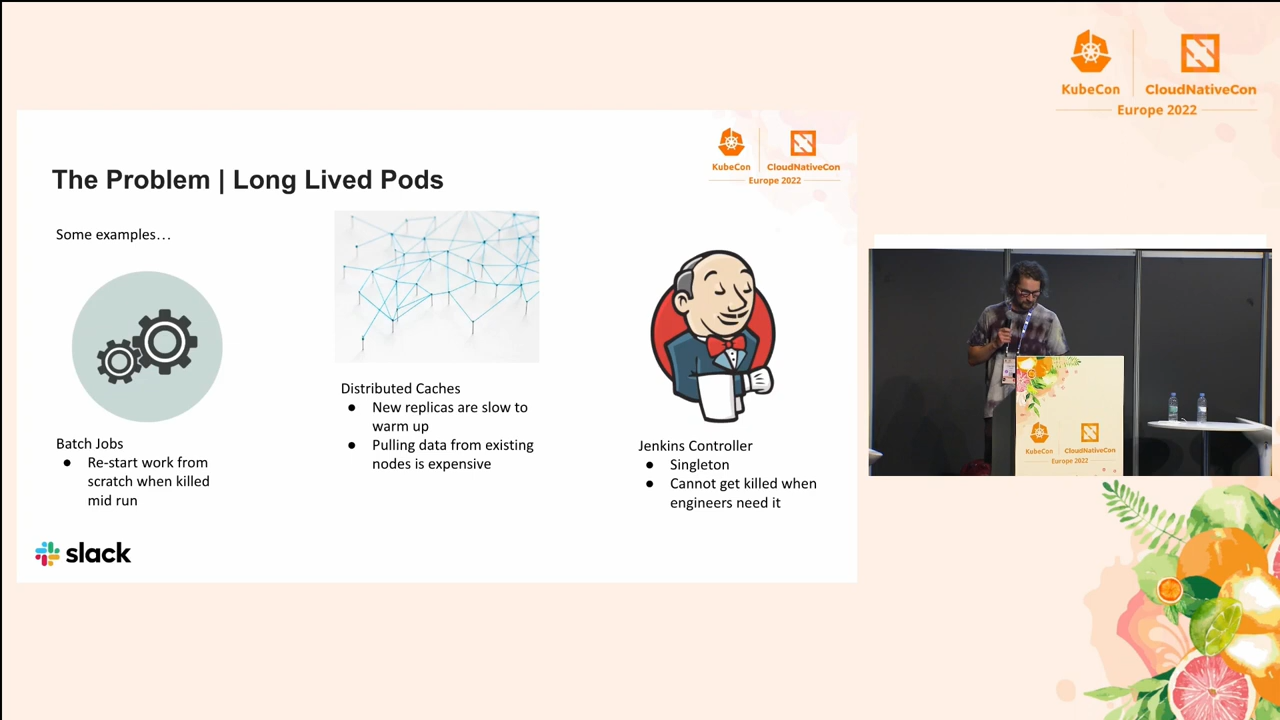 KubeCon
CloudNativeCon
Europe 2022
KubeCon
CloudNativeCon
Europe 2022
The Problem | Long Lived Pods
Some examples…
Batch Jobs
● Re-start work from
scratch when killed
mid run
Distributed Caches
● New replicas are slow to
warm up
● Pulling data from existing
nodes is expensive
Jenkins Controller
● Singleton
● Cannot get killed when
engineers need it
slack
KubeCon
CloudNativeCon
Europe 2022